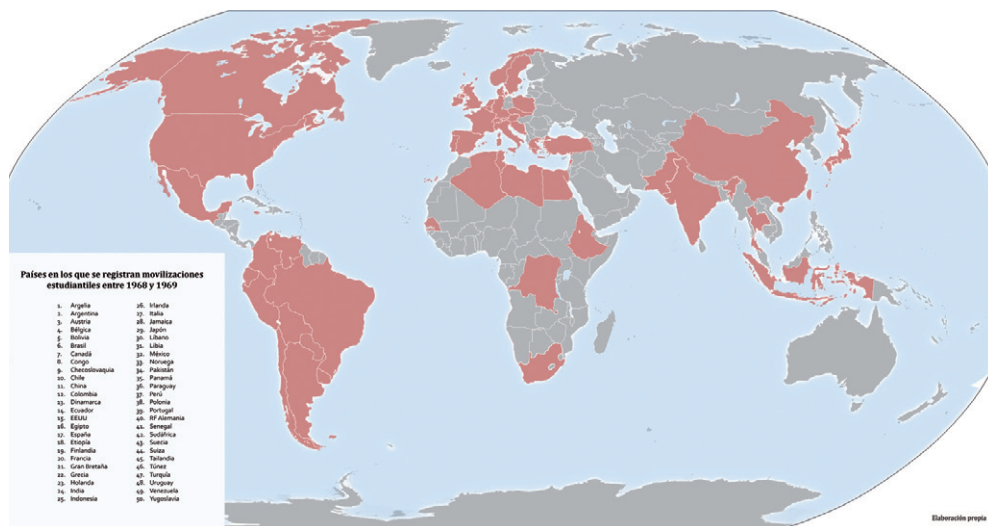 Países en los que se registran movilizaciones
estudiantiles entre 1968 y 1969
1. Argelia
2. Argentina
3. Austria
4. Bélgica
5. Bolivia
6. Brasil
7. Canadá
8. Congo
9. Checoslovaquia
10. Chile
11. China
12. Colombia
13. Dinamarca
14. Ecuador
15. EEUU
16. Egipto
17. España
18. Etiopía
19. Finlandia
20. Francia
21. Gran Bretaña
22. Grecia
23. Holanda
24. India
25. Indonesia
26. Irlanda
27. Italia
28. Jamaica
29. Japón
30. Líbano
31. Libia
32. México
33. Noruega
34. Pakistán
35. Panamá
36. Paraguay
37. Perú
38. Polonia
39. Portugal
40. RF Alemania
41. Senegal
42. Sudáfrica
43. Suecia
44. Suiza
45. Tailandia
46. Túnez
47. Turquía
48. Uruguay
49. Venezuela
50. Yugoslavia
Elaboración propia